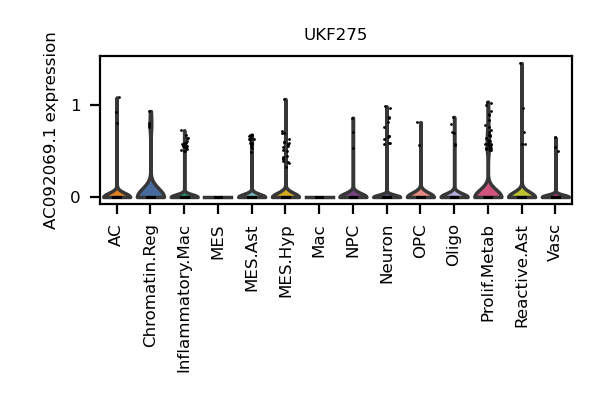 UKF275
AC092069.1 expression
1
0
AC
Chromatin.Reg
Inflammatory.Mac
MES
MES.Ast
MES.Hyp
Mac
NPC
Neuron
OPC
Oligo
Prolif.Metab
Reactive.Ast
Vasc